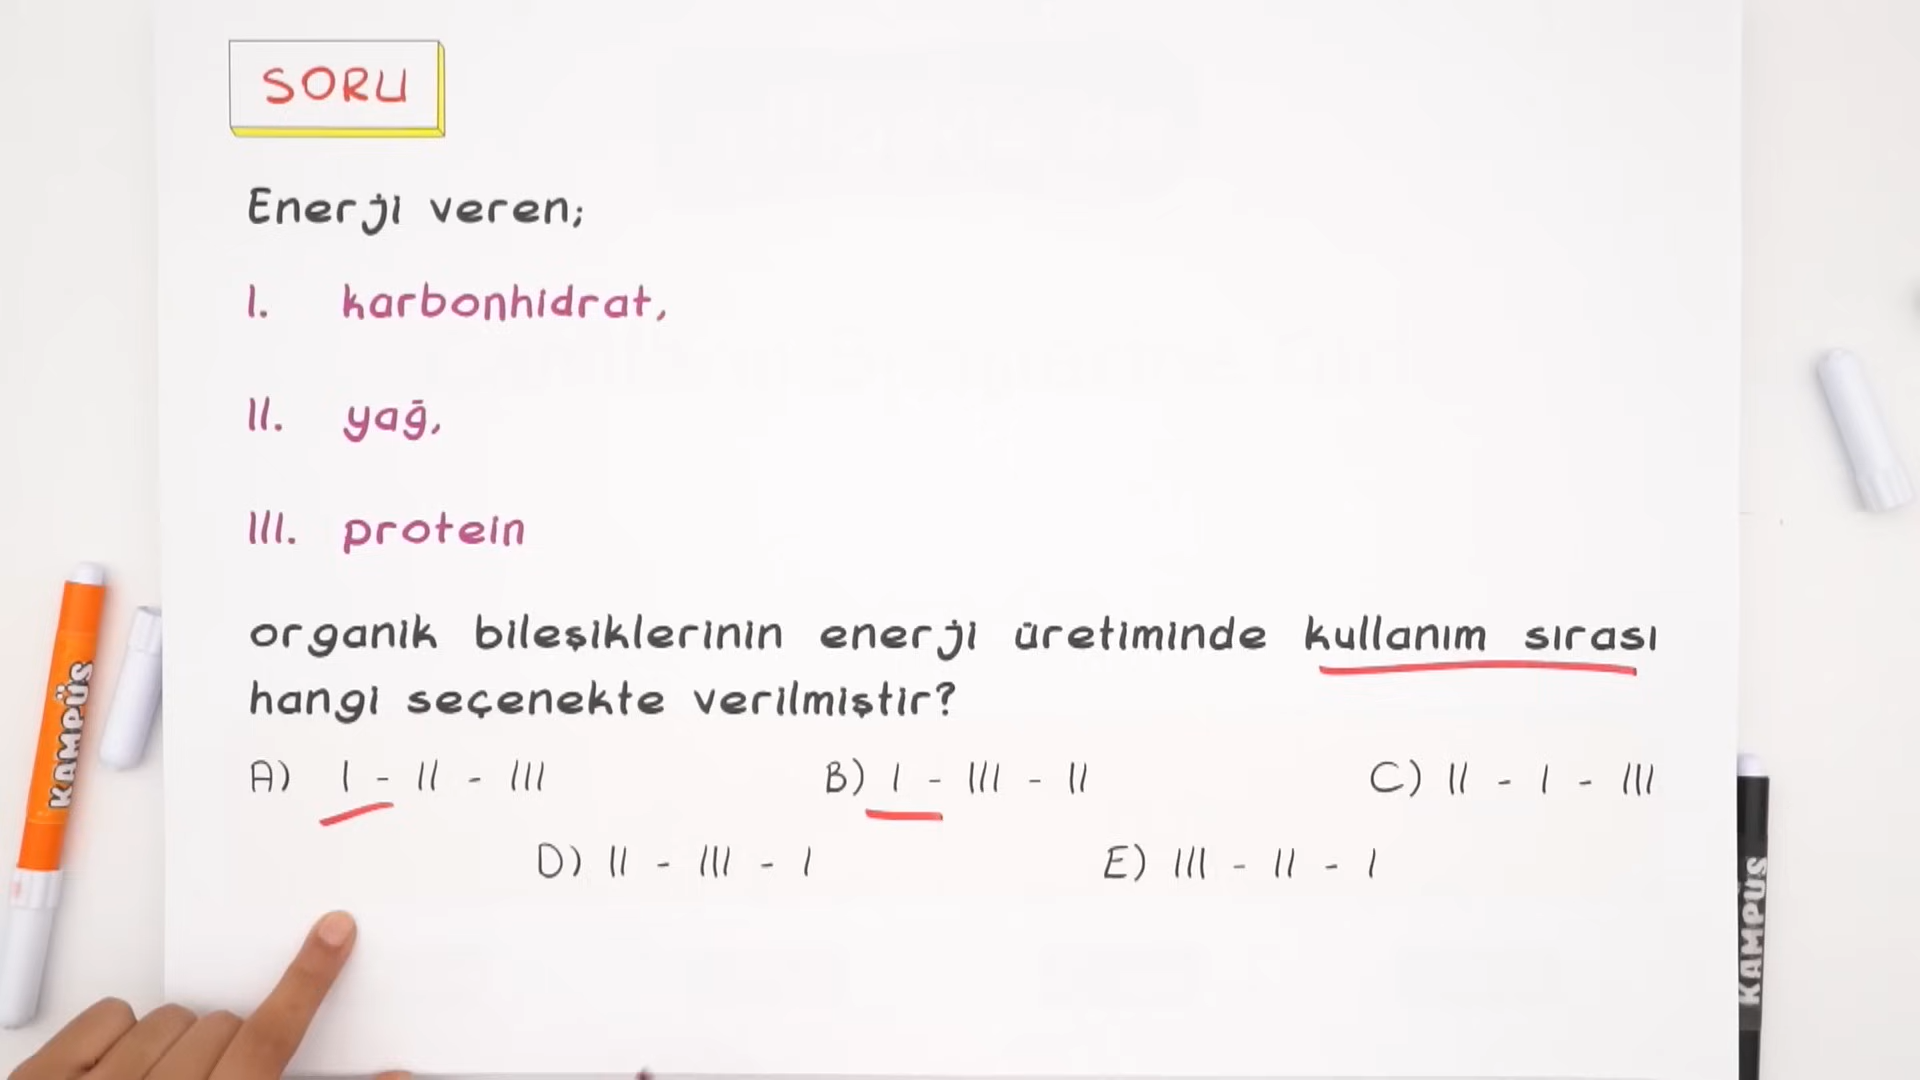 SORU
Enerji veren;
I. karbonhidrat,
II. yağ,
III. protein
organik bileşiklerinin enerji üretiminde kullanım sırası
hangi seçenekte verilmiştir?
A) I - II - III B) I - III - II C) II - I - III
D) II - III - I E) III - II - I
KAMPÜS
KAMPÜS